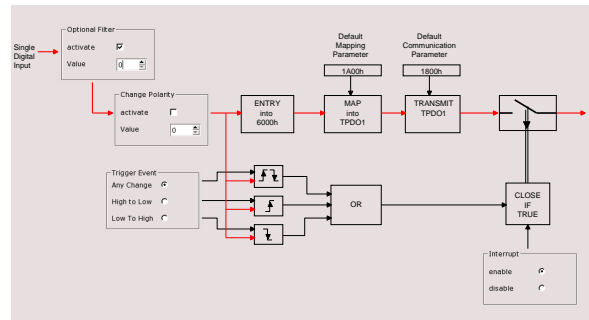 Single
Digital
Input
Optional Filter
activate
Value
0
Change Polarity
activate
Value
0
Default
Mapping
Parameter
1A00h
Default
Communication
Parameter
1800h
ENTRY
into
6000h
MAP
into
TPDO1
TRANSMIT
TPDO1
Trigger Event
Any Change
High to Low
Low To High
OR
CLOSE
IF
TRUE
Interrupt
enable
disable